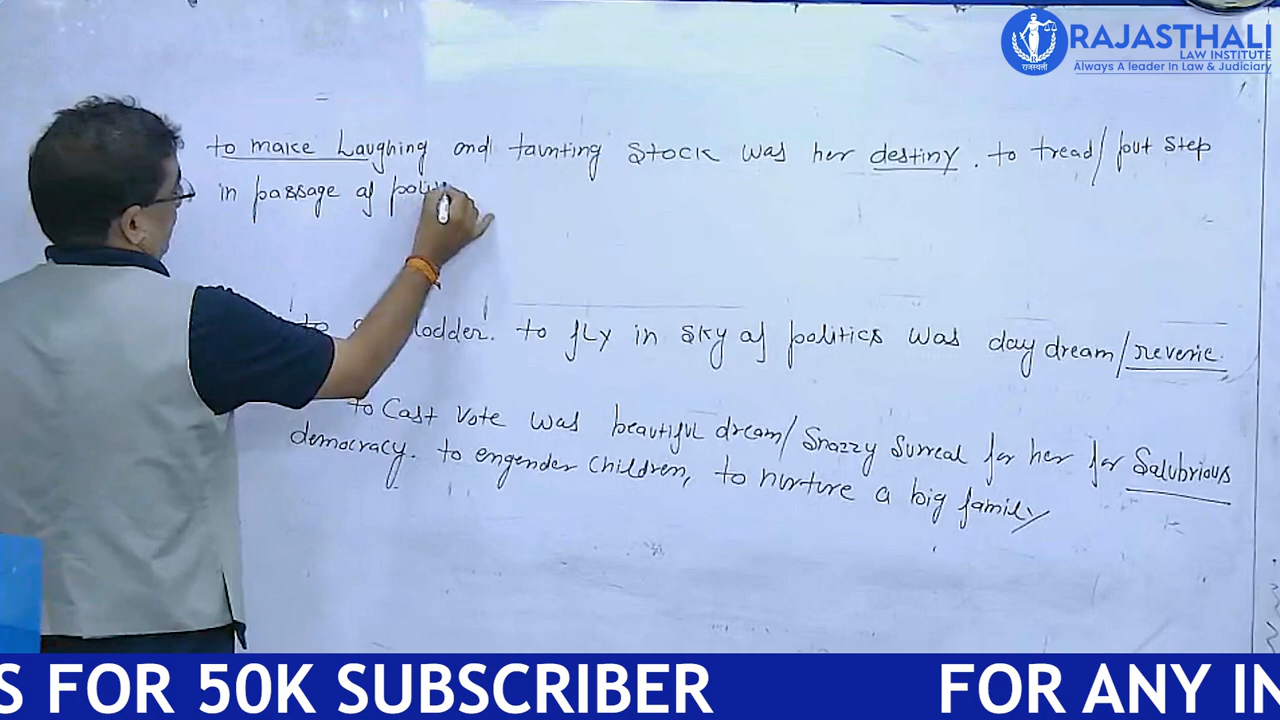 RAJASTHALI
LAW INSTITUTE
Always A leader In Law & Judiciary
राजस्थली
to make Laughing and taunting stock was her destiny. to tread/put step
in passage of poli
to ladder'. to fly in sky of politics was day dream/reverie.
to Cast vote was beautiful dream/Snazzy Surreal for her for Salubrious
democracy. to engender children, to nurture a big family
S FOR 50K SUBSCRIBER FOR ANY IN